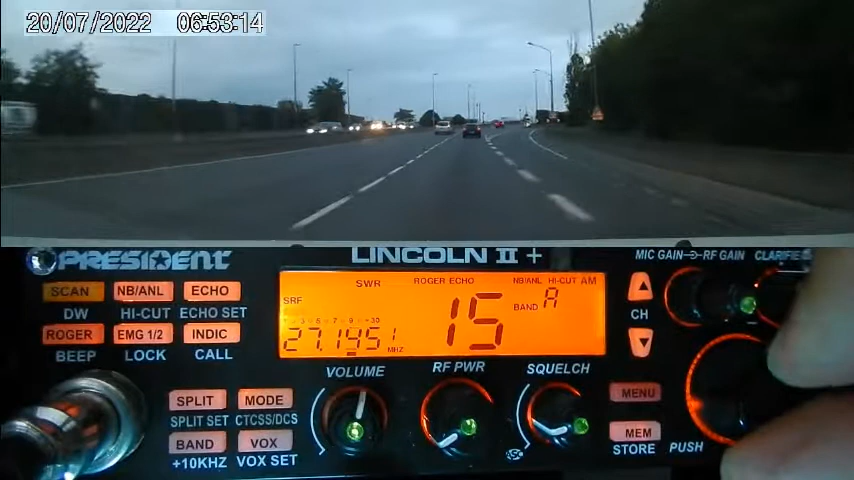 20/07/2022 06:53:14
PRESIDENT LINCOLN II +
MIC GAIN RF GAIN CLARIFIE
SCAN NB/ANL ECHO
DW HI-CUT ECHO SET
ROGER EMG 1/2 INDIC
BEEP LOCK CALL
SWR ROGER ECHO NB/ANL HI-CUT AM
SRF 15 BAND A
27.1951 MHZ
CH
VOLUME RF PWR SQUELCH
SPLIT MODE
SPLIT SET CTCSS/DCS
BAND VOX
+10KHZ VOX SET
ASC
MENU
MEM
STORE PUSH